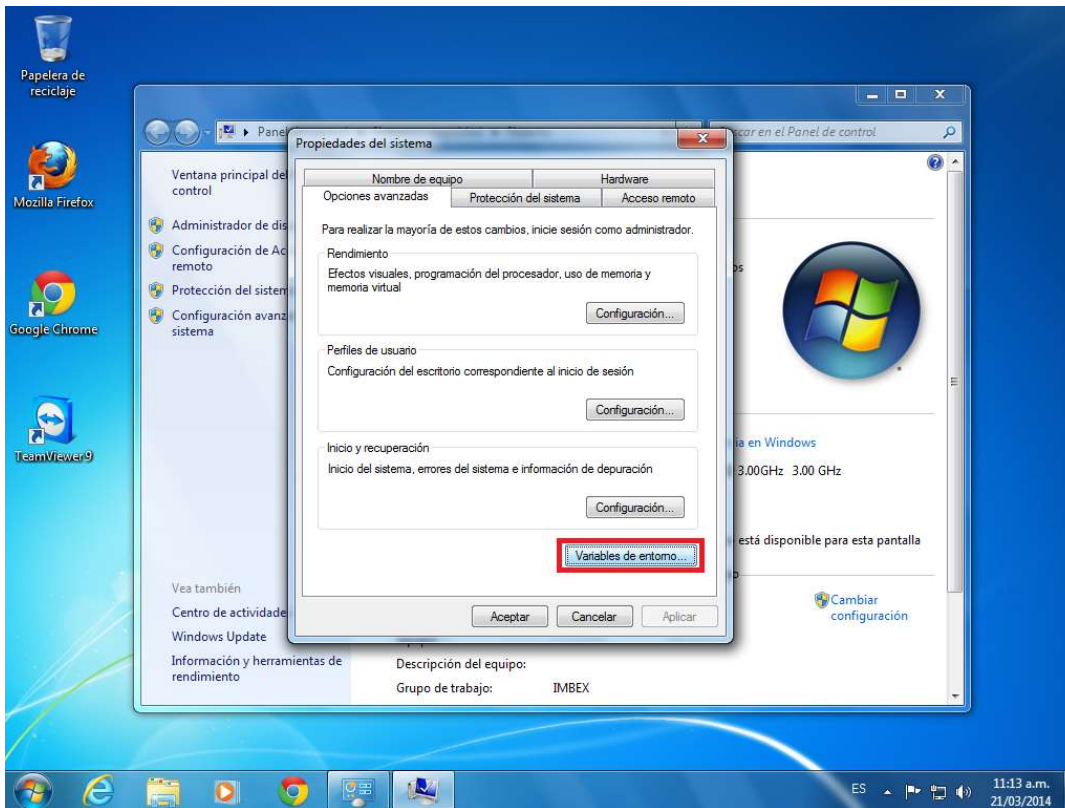 Papelera de
reciclaje
Mozilla Firefox
Google Chrome
TeamViewer 9
Panel
scar en el Panel de control
Ventana principal del
control
Administrador de dis
Configuración de Ac
remoto
Protección del sistem
Configuración avanz
sistema
Vea también
Centro de actividade
Windows Update
Información y herramientas de
rendimiento
Propiedades del sistema
Nombre de equipo
Hardware
Opciones avanzadas
Protección del sistema
Acceso remoto
Para realizar la mayoría de estos cambios, inicie sesión como administrador.
Rendimiento
Efectos visuales, programación del procesador, uso de memoria y
memoria virtual
Configuración...
Perfiles de usuario
Configuración del escritorio correspondiente al inicio de sesión
Configuración...
Inicio y recuperación
Inicio del sistema, errores del sistema e información de depuración
Configuración...
Variables de entorno...
Aceptar
Cancelar
Aplicar
os
ia en Windows
3.00GHz 3.00 GHz
está disponible para esta pantalla
Cambiar
configuración
Descripción del equipo:
Grupo de trabajo: IMBEX
ES
11:13 a.m.
21/03/2014